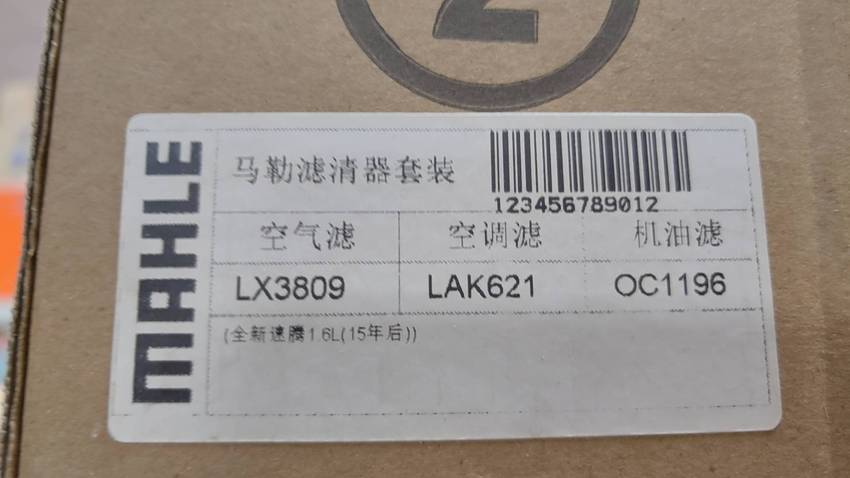 2
MAHLE
马勒滤清器套装
123456789012
空气滤 空调滤 机油滤
LX3809 LAK621 OC1196
(全新速腾1.6L(15年后))